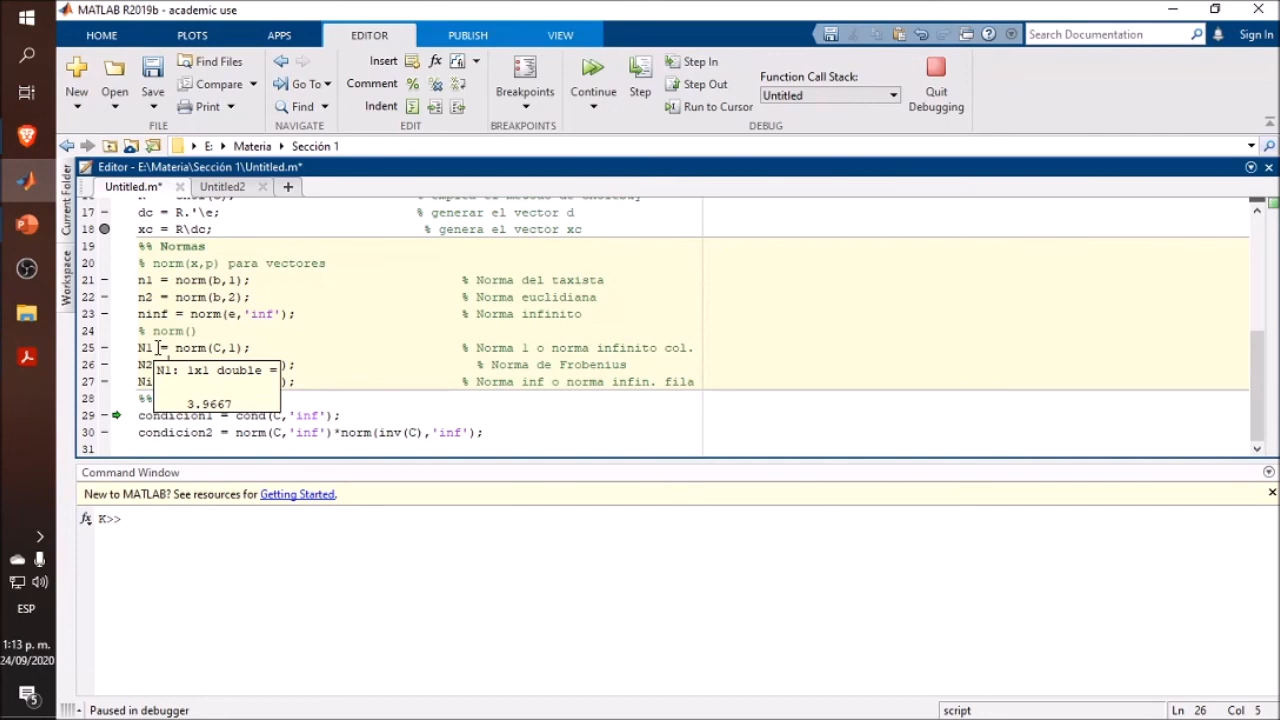 MATLAB R2019b - academic use
HOME PLOTS APPS EDITOR PUBLISH VIEW Search Documentation Sign In
New Open Save Find Files Compare Print
Insert Comment Indent
Go To Find
Breakpoints Continue Step Step In Step Out Run to Cursor
Function Call Stack:
Untitled
Quit Debugging
FILE NAVIGATE EDIT BREAKPOINTS DEBUG
E: Materia Sección 1
Current Folder
Workspace
Editor - E:\Materia\Sección 1\Untitled.m*
Untitled.m* Untitled2
17 dc = R.'\e; % generar el vector d
18 xc = R\dc; % genera el vector xc
19 %% Normas
20 % norm(x,p) para vectores
21 n1 = norm(b,1); % Norma del taxista
22 n2 = norm(b,2); % Norma euclidiana
23 ninf = norm(e,'inf'); % Norma infinito
24 % norm()
25 N1 = norm(C,1); % Norma 1 o norma infinito col.
26 N2 ); % Norma de Frobenius
27 Ni ); % Norma inf o norma infin. fila
N1: 1x1 double =
3.9667
28 %%
29 condicion1 = cond(C,'inf');
30 condicion2 = norm(C,'inf')*norm(inv(C),'inf');
31
Command Window
New to MATLAB? See resources for Getting Started.
fx K>>
ESP
1:13 p. m.
24/09/2020
5
Paused in debugger script Ln 26 Col 5